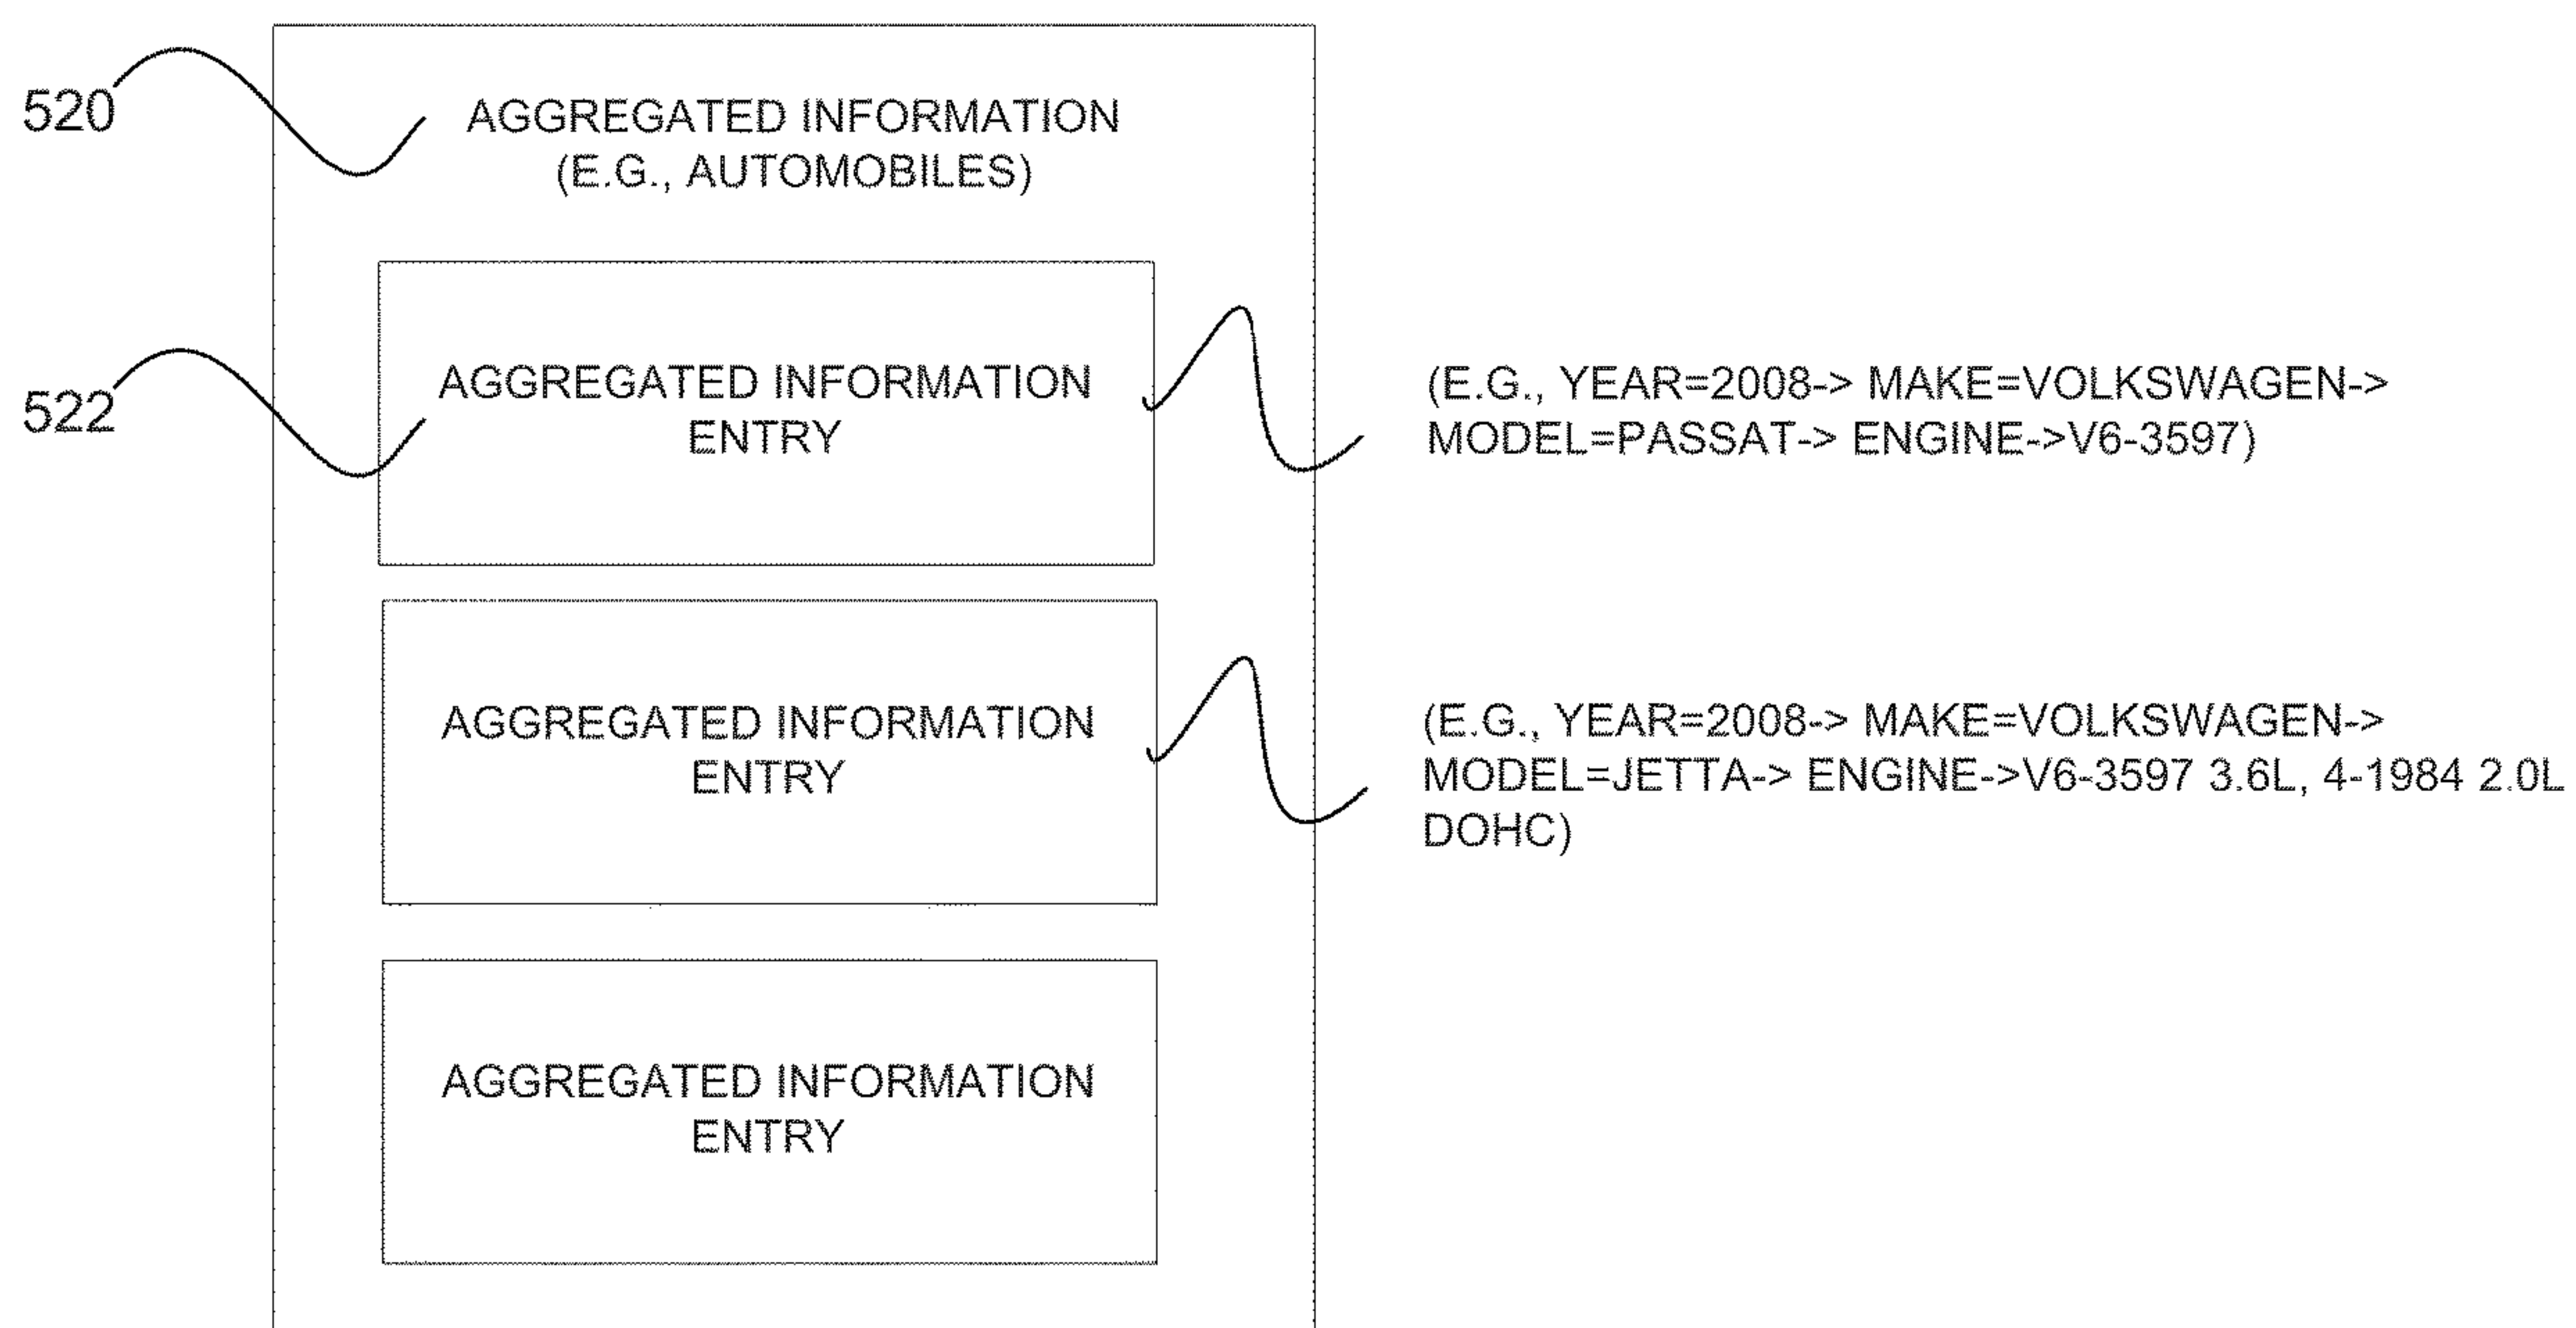 520
AGGREGATED INFORMATION
(E.G., AUTOMOBILES)
522
AGGREGATED INFORMATION
ENTRY
(E.G., YEAR=2008-> MAKE=VOLKSWAGEN->
MODEL=PASSAT-> ENGINE->V6-3597)
AGGREGATED INFORMATION
ENTRY
(E.G., YEAR=2008-> MAKE=VOLKSWAGEN->
MODEL=JETTA-> ENGINE->V6-3597 3.6L, 4-1984 2.0L
DOHC)
AGGREGATED INFORMATION
ENTRY